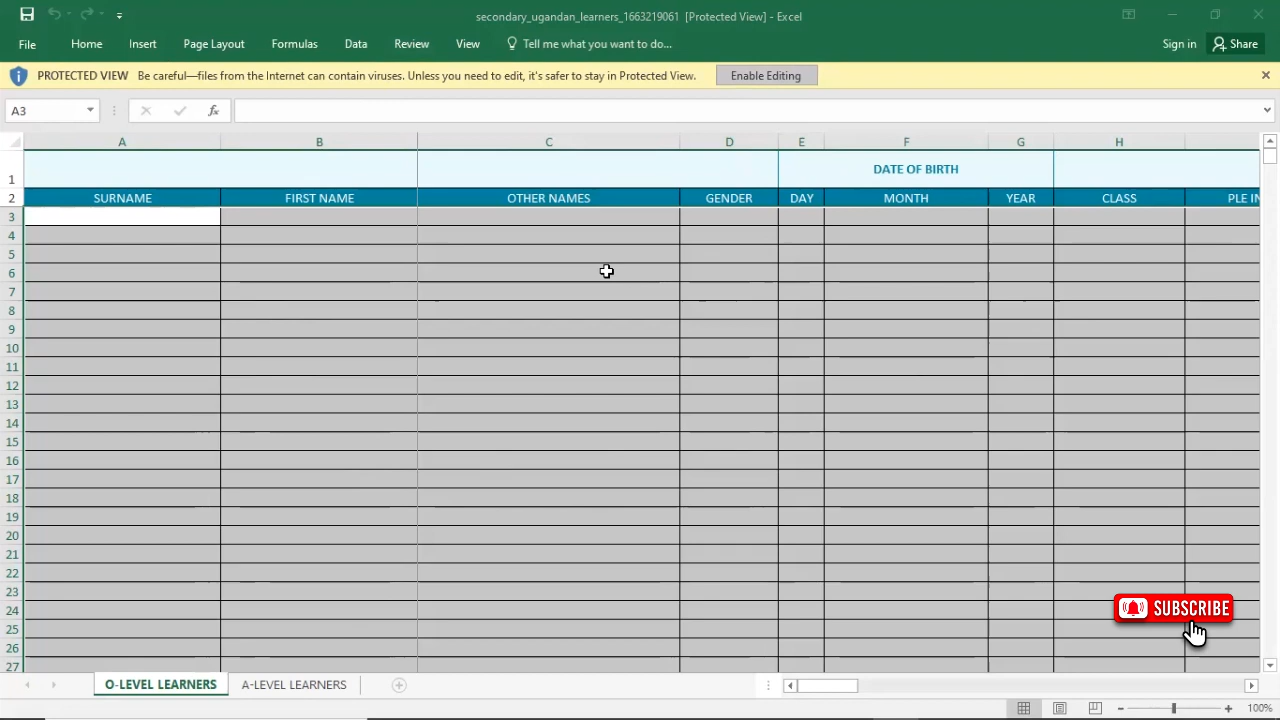 secondary_ugandan_learners_1663219061 [Protected View] - Excel
File Home Insert Page Layout Formulas Data Review View Tell me what you want to do... Sign in Share
PROTECTED VIEW Be careful—files from the Internet can contain viruses. Unless you need to edit, it's safer to stay in Protected View. Enable Editing
A3 fx
A B C D E F G H
1 DATE OF BIRTH
2 SURNAME FIRST NAME OTHER NAMES GENDER DAY MONTH YEAR CLASS PLE IN
3
4
5
6
7
8
9
10
11
12
13
14
15
16
17
18
19
20
21
22
23
24
25
26
27
SUBSCRIBE
O-LEVEL LEARNERS A-LEVEL LEARNERS
100%